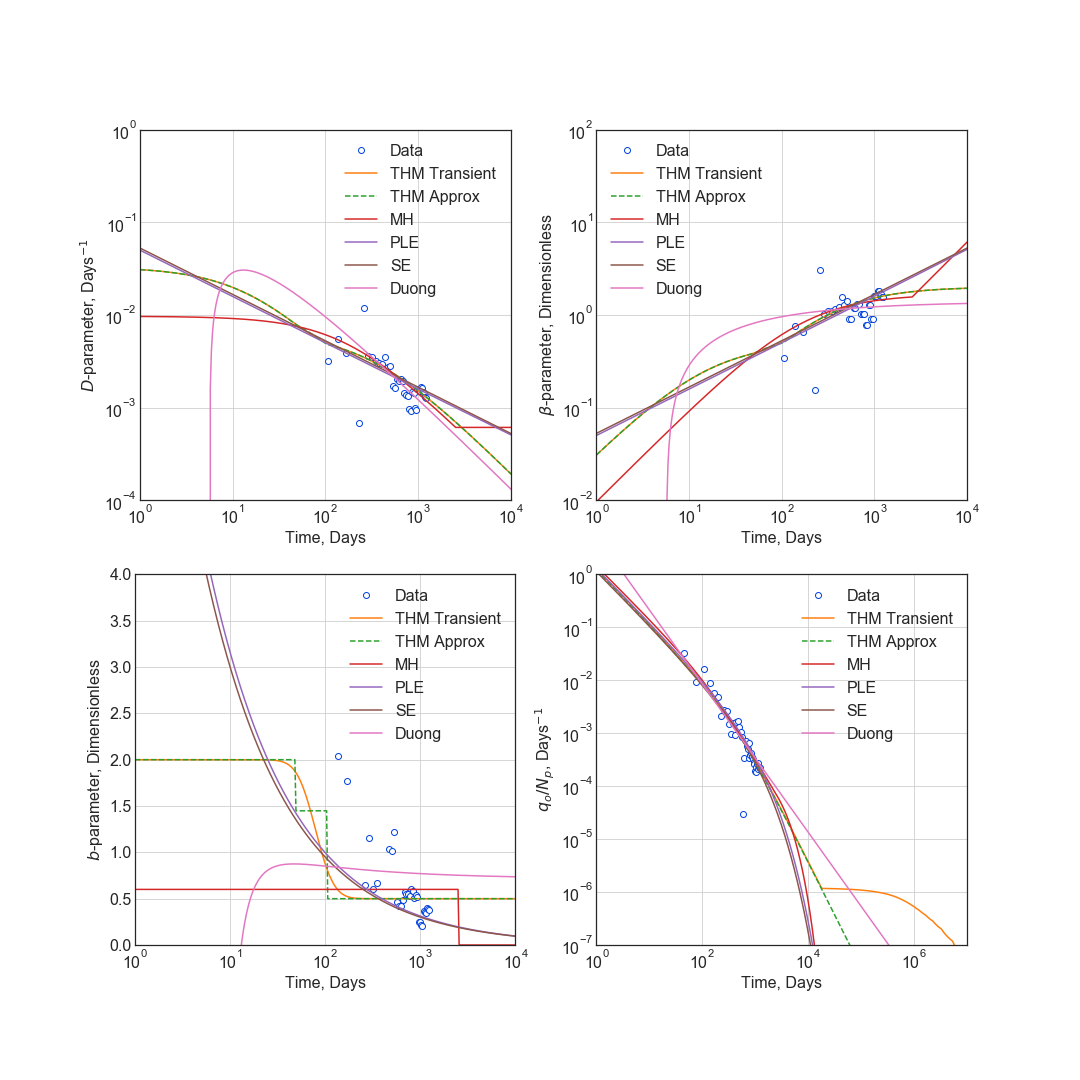 10^0
10^−1
10^−2
10^−3
10^−4
10^0
10^1
10^2
10^3
10^4
D-parameter, Days^−1
Time, Days
Data
THM Transient
THM Approx
MH
PLE
SE
Duong
10^2
10^1
10^0
10^−1
10^−2
10^0
10^1
10^2
10^3
10^4
β-parameter, Dimensionless
Time, Days
Data
THM Transient
THM Approx
MH
PLE
SE
Duong
4.0
3.5
3.0
2.5
2.0
1.5
1.0
0.5
0.0
10^0
10^1
10^2
10^3
10^4
b-parameter, Dimensionless
Time, Days
Data
THM Transient
THM Approx
MH
PLE
SE
Duong
10^0
10^−1
10^−2
10^−3
10^−4
10^−5
10^−6
10^−7
10^0
10^2
10^4
10^6
q_o/N_p, Days^−1
Time, Days
Data
THM Transient
THM Approx
MH
PLE
SE
Duong